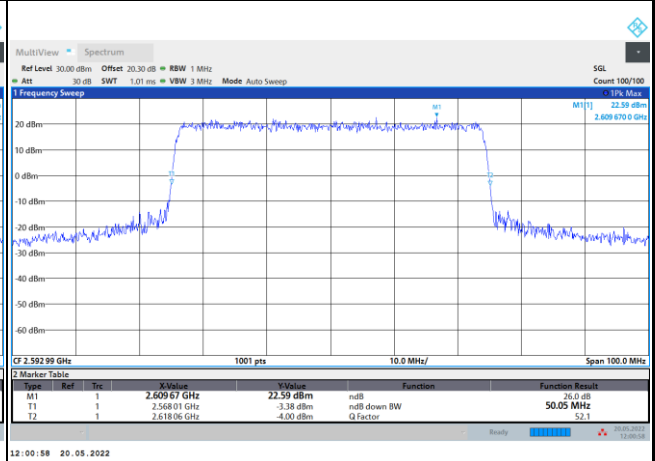 MultiView Spectrum
Ref Level 30.00 dBm Offset 20.30 dB RBW 1 MHz SGL
Att 30 dB SWT 1.01 ms VBW 3 MHz Mode Auto Sweep Count 100/100
1 Frequency Sweep 1Pk Max
M1 M1[1] 22.59 dBm
2.609 670 0 GHz
20 dBm
10 dBm
0 dBm
-10 dBm
-20 dBm
-30 dBm
-40 dBm
-50 dBm
-60 dBm
CF 2.592 99 GHz 1001 pts 10.0 MHz/ Span 100.0 MHz
2 Marker Table
Type Ref Trc X-Value Y-Value Function Function Result
M1 1 2.609 67 GHz 22.59 dBm ndB 26.0 dB
T1 1 2.568 01 GHz -3.38 dBm ndB down BW 50.05 MHz
T2 1 2.618 06 GHz -4.00 dBm Q Factor 52.1
Ready 20.05.2022
12:00:58
12:00:58 20.05.2022